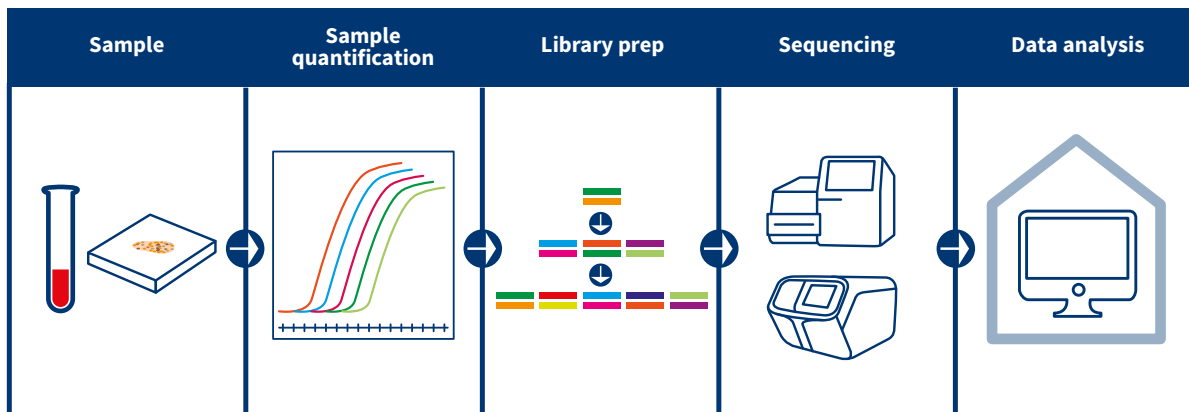 Sample
Sample
quantification
Library prep
Sequencing
Data analysis